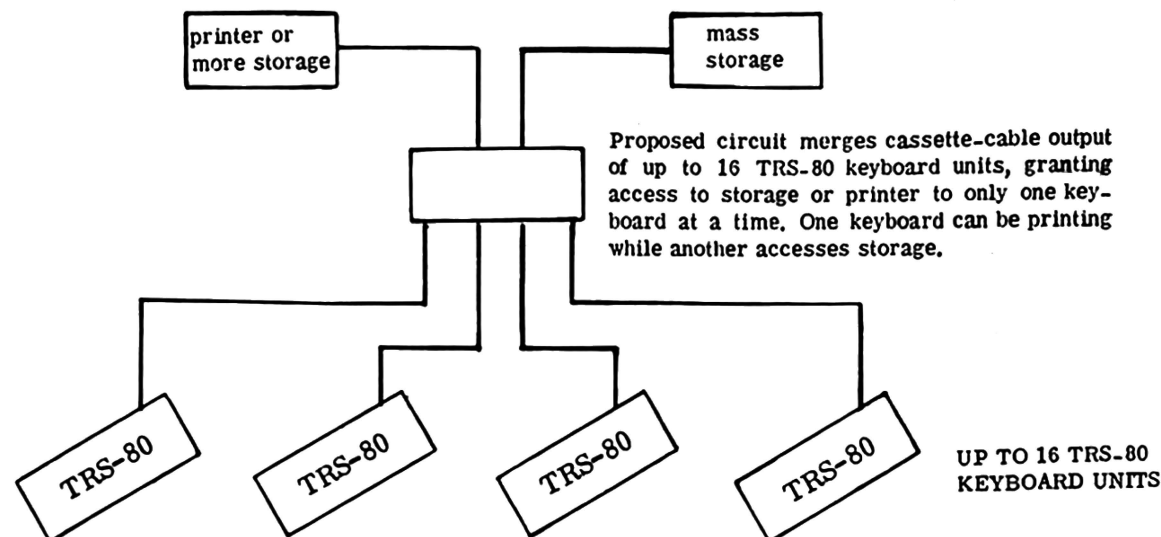 printer or
more storage
mass
storage
Proposed circuit merges cassette-cable output
of up to 16 TRS-80 keyboard units, granting
access to storage or printer to only one key-
board at a time. One keyboard can be printing
while another accesses storage.
TRS-80
TRS-80
TRS-80
TRS-80
UP TO 16 TRS-80
KEYBOARD UNITS